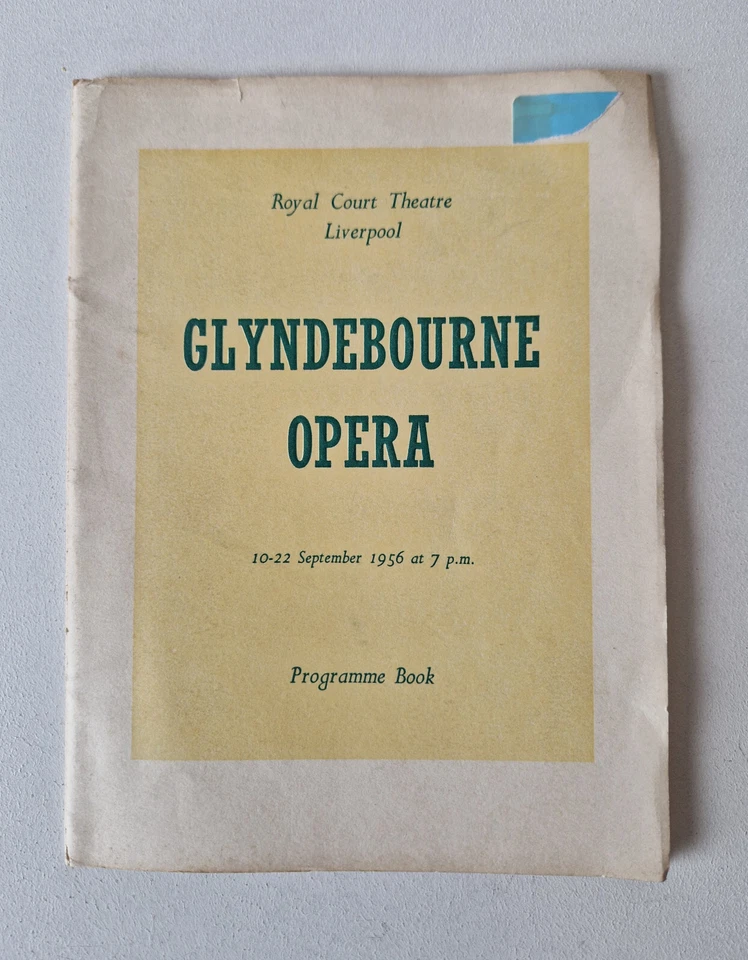 Royal Court Theatre
Liverpool
GLYNDEBOURNE
OPERA
10-22 September 1956 at 7 p.m.
Programme Book